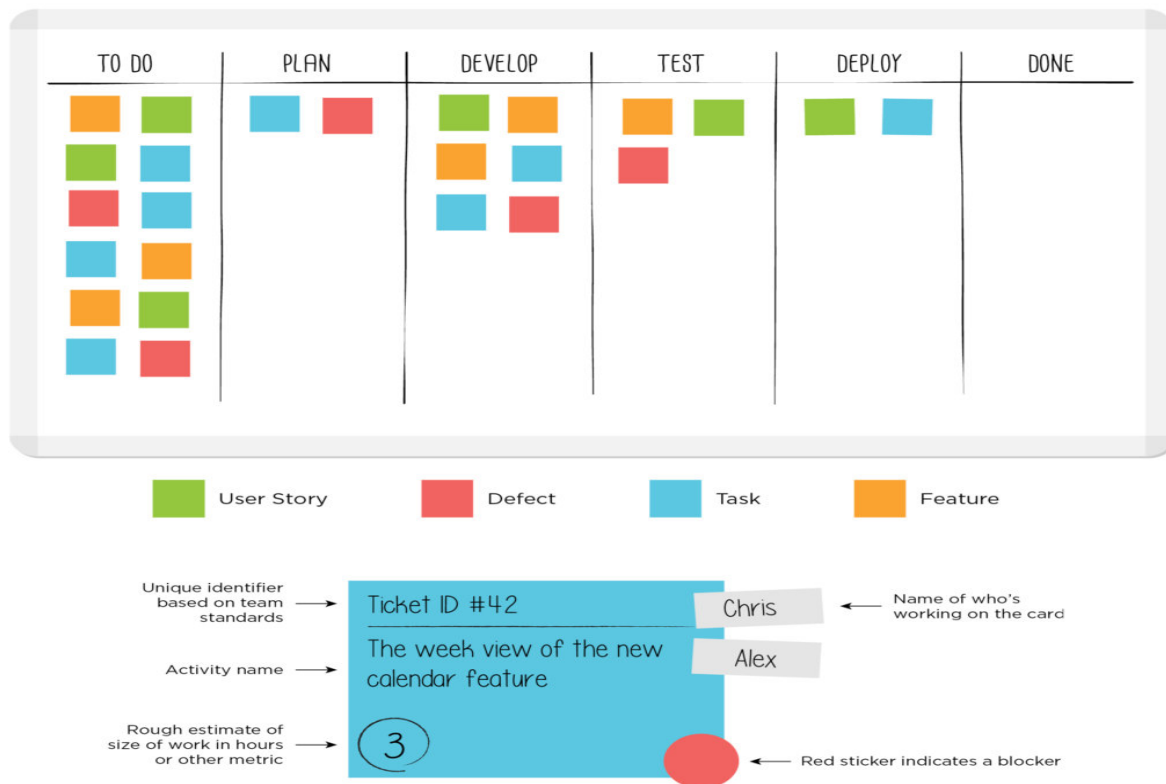 TO DO
PLAN
DEVELOP
TEST
DEPLOY
DONE
User Story
Defect
Task
Feature
Unique identifier
based on team
standards
Ticket ID #42
Chris
Name of who's
working on the card
Activity name
The week view of the new
calendar feature
Alex
Rough estimate of
size of work in hours
or other metric
3
Red sticker indicates a blocker